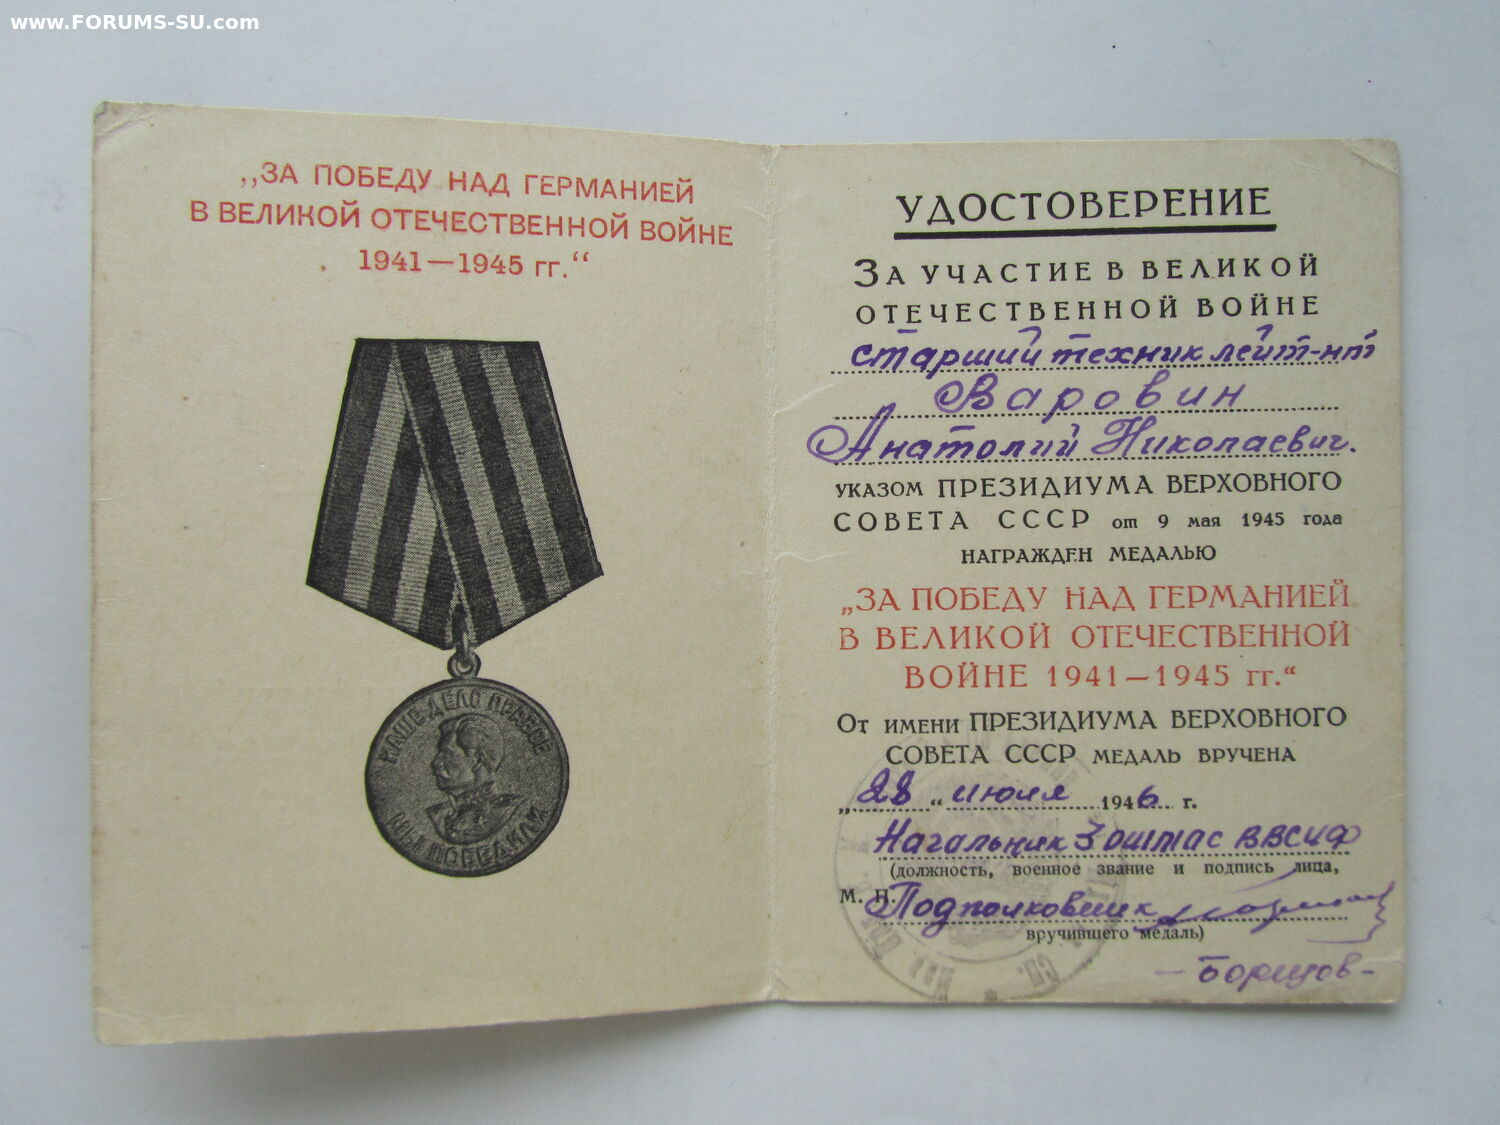 www.FORUMS-SU.com
„ЗА ПОБЕДУ НАД ГЕРМАНИЕЙ
В ВЕЛИКОЙ ОТЕЧЕСТВЕННОЙ ВОЙНЕ
1941—1945 гг.“
НАШЕ ДЕЛО ПРАВОЕ
МЫ ПОБЕДИЛИ
УДОСТОВЕРЕНИЕ
ЗА УЧАСТИЕ В ВЕЛИКОЙ
ОТЕЧЕСТВЕННОЙ ВОЙНЕ
старший техник лейт-нт
Варовин
Анатолий Николаевич.
УКАЗОМ ПРЕЗИДИУМА ВЕРХОВНОГО
СОВЕТА СССР от 9 мая 1945 года
НАГРАЖДЕН МЕДАЛЬЮ
„ЗА ПОБЕДУ НАД ГЕРМАНИЕЙ
В ВЕЛИКОЙ ОТЕЧЕСТВЕННОЙ
ВОЙНЕ 1941—1945 гг.“
ОТ ИМЕНИ ПРЕЗИДИУМА ВЕРХОВНОГО
СОВЕТА СССР МЕДАЛЬ ВРУЧЕНА
„28“ июля 1946 г.
Начальник
(должность, военное звание и подпись лица,
М. П. Подполковник
вручившего медаль)
-Борщов-